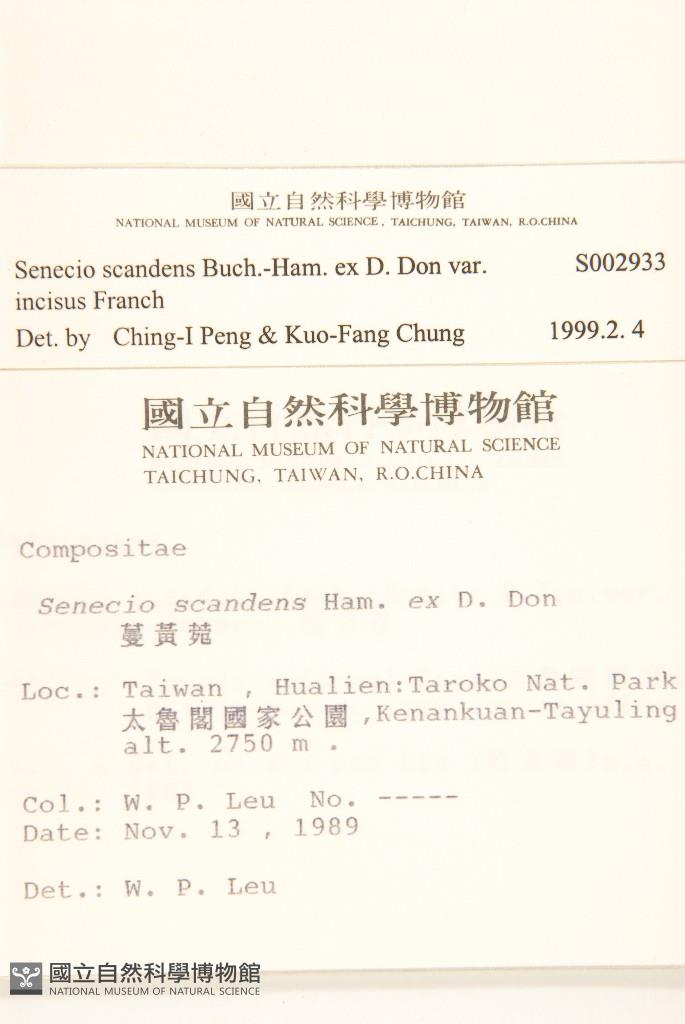 國立自然科學博物館
NATIONAL MUSEUM OF NATURAL SCIENCE, TAICHUNG, TAIWAN, R.O.CHINA
Senecio scandens Buch.-Ham. ex D. Don var. S002933
incisus Franch
Det. by Ching-I Peng & Kuo-Fang Chung 1999.2. 4
國立自然科學博物館
NATIONAL MUSEUM OF NATURAL SCIENCE
TAICHUNG, TAIWAN, R.O.CHINA
Compositae
Senecio scandens Ham. ex D. Don
蔓黃菀
Loc.: Taiwan , Hualien:Taroko Nat. Park
太魯閣國家公園,Kenankuan-Tayuling
alt. 2750 m .
Col.: W. P. Leu No. -----
Date: Nov. 13 , 1989
Det.: W. P. Leu
國立自然科學博物館
NATIONAL MUSEUM OF NATURAL SCIENCE